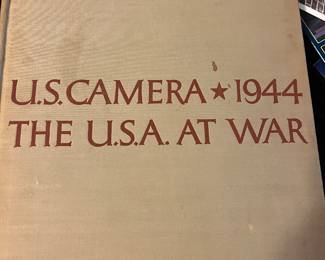 U.S. CAMERA ★ 1944
THE U.S.A. AT WAR